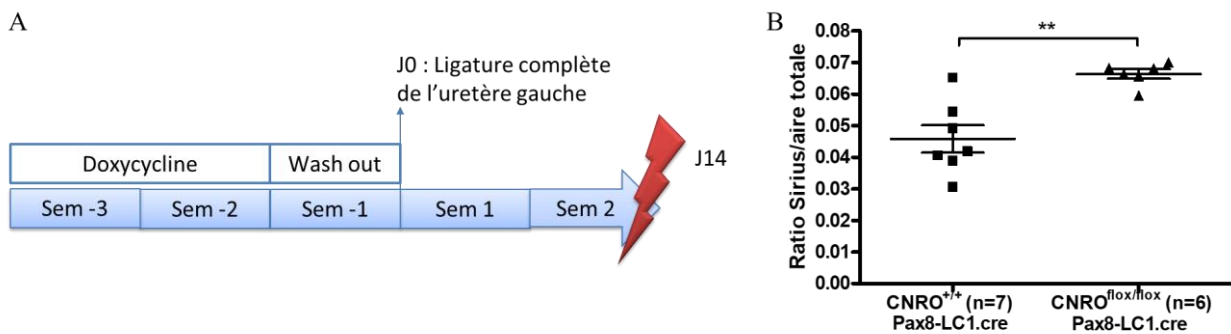 A
J0 : Ligature complète
de l'uretère gauche
Doxycycline
Wash out
J14
Sem -3
Sem -2
Sem -1
Sem 1
Sem 2
B
**
Ratio Sirius/aire totale
0.08
0.07
0.06
0.05
0.04
0.03
0.02
0.01
0.00
CNRO+/+ (n=7)
Pax8-LC1.cre
CNROflox/flox (n=6)
Pax8-LC1.cre